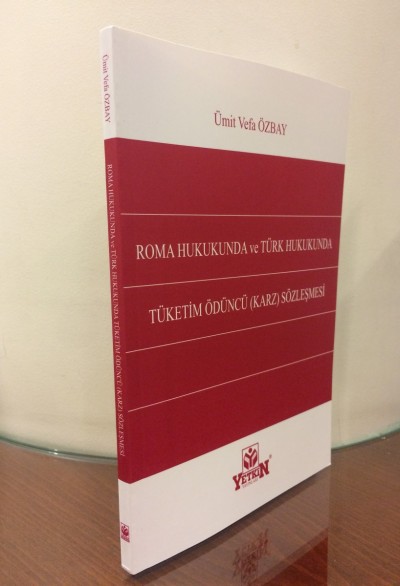 Ümit Vefa ÖZBAY
ROMA HUKUKUNDA ve TÜRK HUKUKUNDA
TÜKETİM ÖDÜNCÜ (KARZ) SÖZLEŞMESİ
YETKİN
Ümit Vefa ÖZBAY
ROMA HUKUKUNDA ve TÜRK HUKUKUNDA TÜKETİM ÖDÜNCÜ (KARZ) SÖZLEŞMESİ